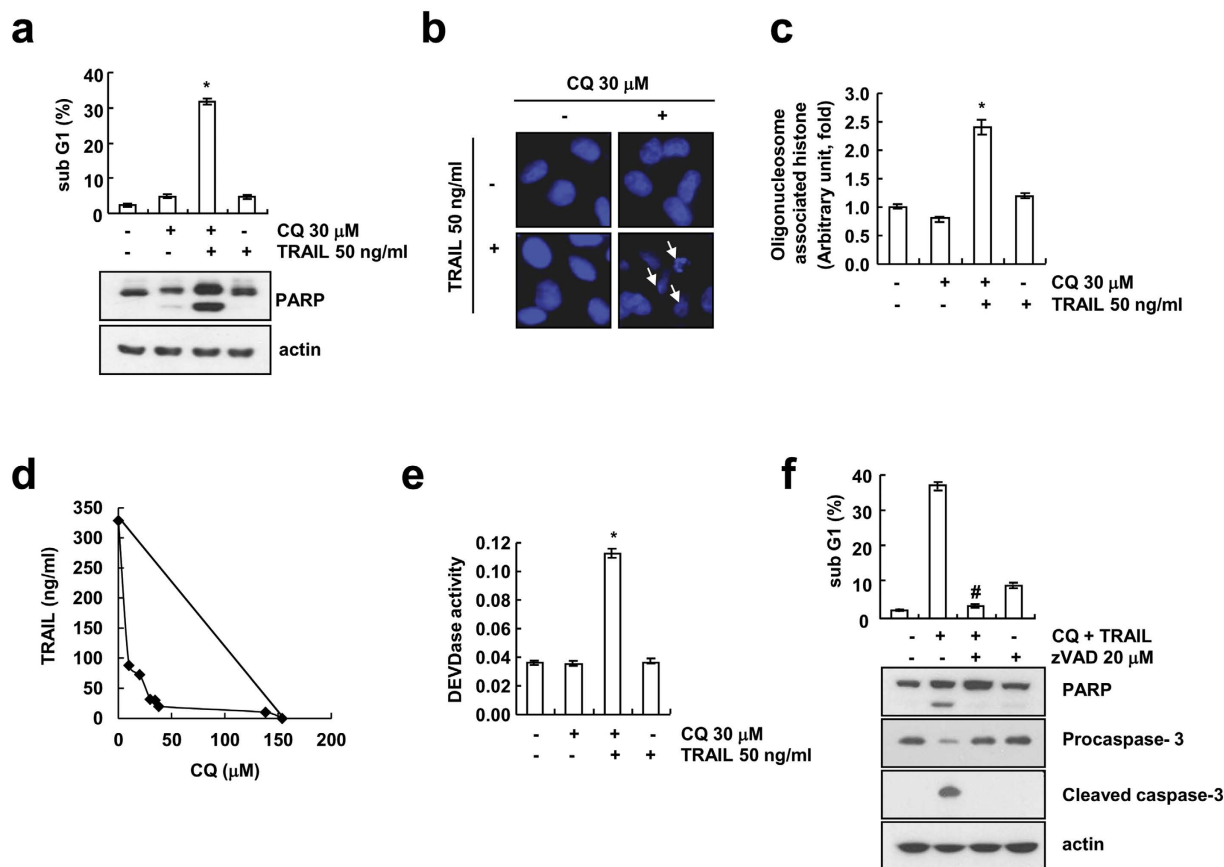 a
sub G1 (%)
40
30
20
10
0
- + + - CQ 30 μM
- - + + TRAIL 50 ng/ml
*
PARP
actin
b
CQ 30 μM
- +
TRAIL 50 ng/ml
-
+
c
Oligonucleosome
associated histone
(Arbitrary unit, fold)
3.0
2.5
2.0
1.5
1.0
0.5
0.0
*
- + + - CQ 30 μM
- - + + TRAIL 50 ng/ml
d
TRAIL (ng/ml)
350
300
250
200
150
100
50
0
0 50 100 150 200
CQ (μM)
e
DEVDase activity
0.12
0.10
0.08
0.06
0.04
0.02
0.00
*
- + + - CQ 30 μM
- - + + TRAIL 50 ng/ml
f
sub G1 (%)
40
30
20
10
0
#
- + + - CQ + TRAIL
- - + + zVAD 20 μM
PARP
Procaspase- 3
Cleaved caspase-3
actin